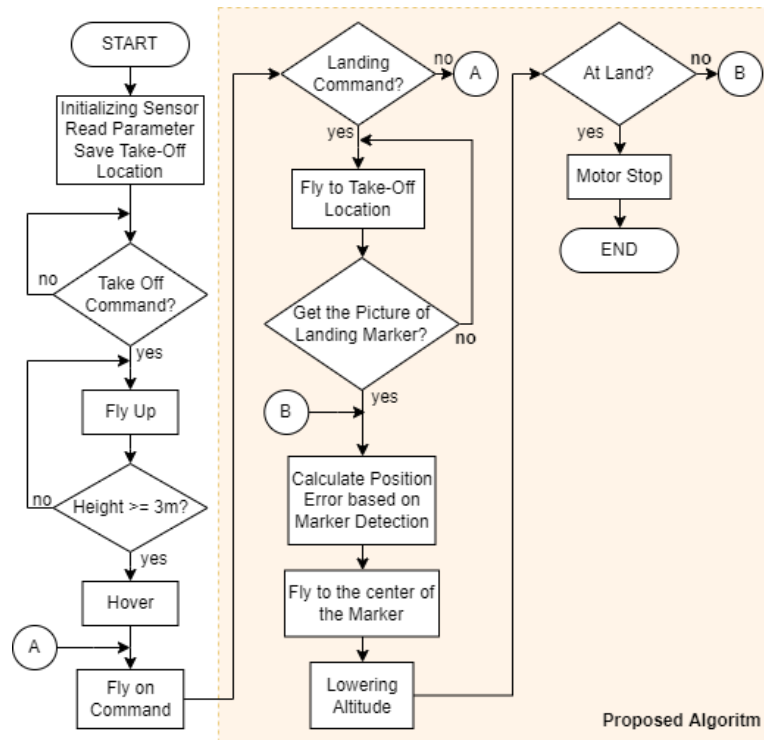 START
Initializing Sensor
Read Parameter
Save Take-Off
Location
no
Take Off
Command?
yes
Fly Up
no
Height >= 3m?
yes
Hover
A
Fly on
Command
Landing
Command?
no
A
yes
Fly to Take-Off
Location
Get the Picture of
Landing Marker?
no
yes
B
Calculate Position
Error based on
Marker Detection
Fly to the center of
the Marker
Lowering
Altitude
At Land?
no
B
yes
Motor Stop
END
Proposed Algoritm